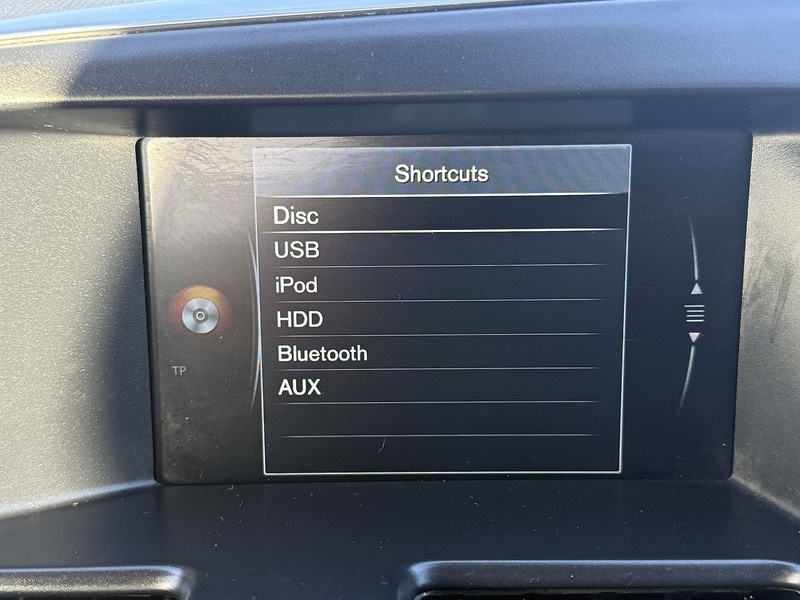 Shortcuts
Disc
USB
iPod
HDD
Bluetooth
AUX
TP